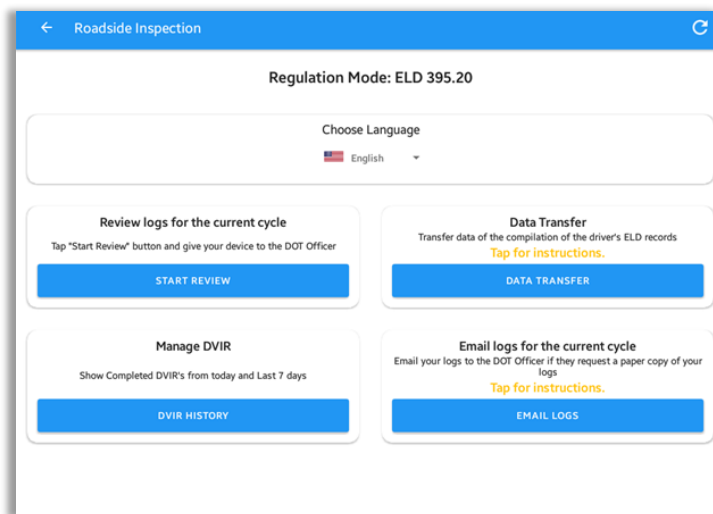 Roadside Inspection
Regulation Mode: ELD 395.20
Choose Language
English
Review logs for the current cycle
Tap "Start Review" button and give your device to the DOT Officer
START REVIEW
Data Transfer
Transfer data of the compilation of the driver's ELD records
Tap for instructions.
DATA TRANSFER
Manage DVIR
Show Completed DVIR's from today and Last 7 days
DVIR HISTORY
Email logs for the current cycle
Email your logs to the DOT Officer if they request a paper copy of your
logs
Tap for instructions.
EMAIL LOGS